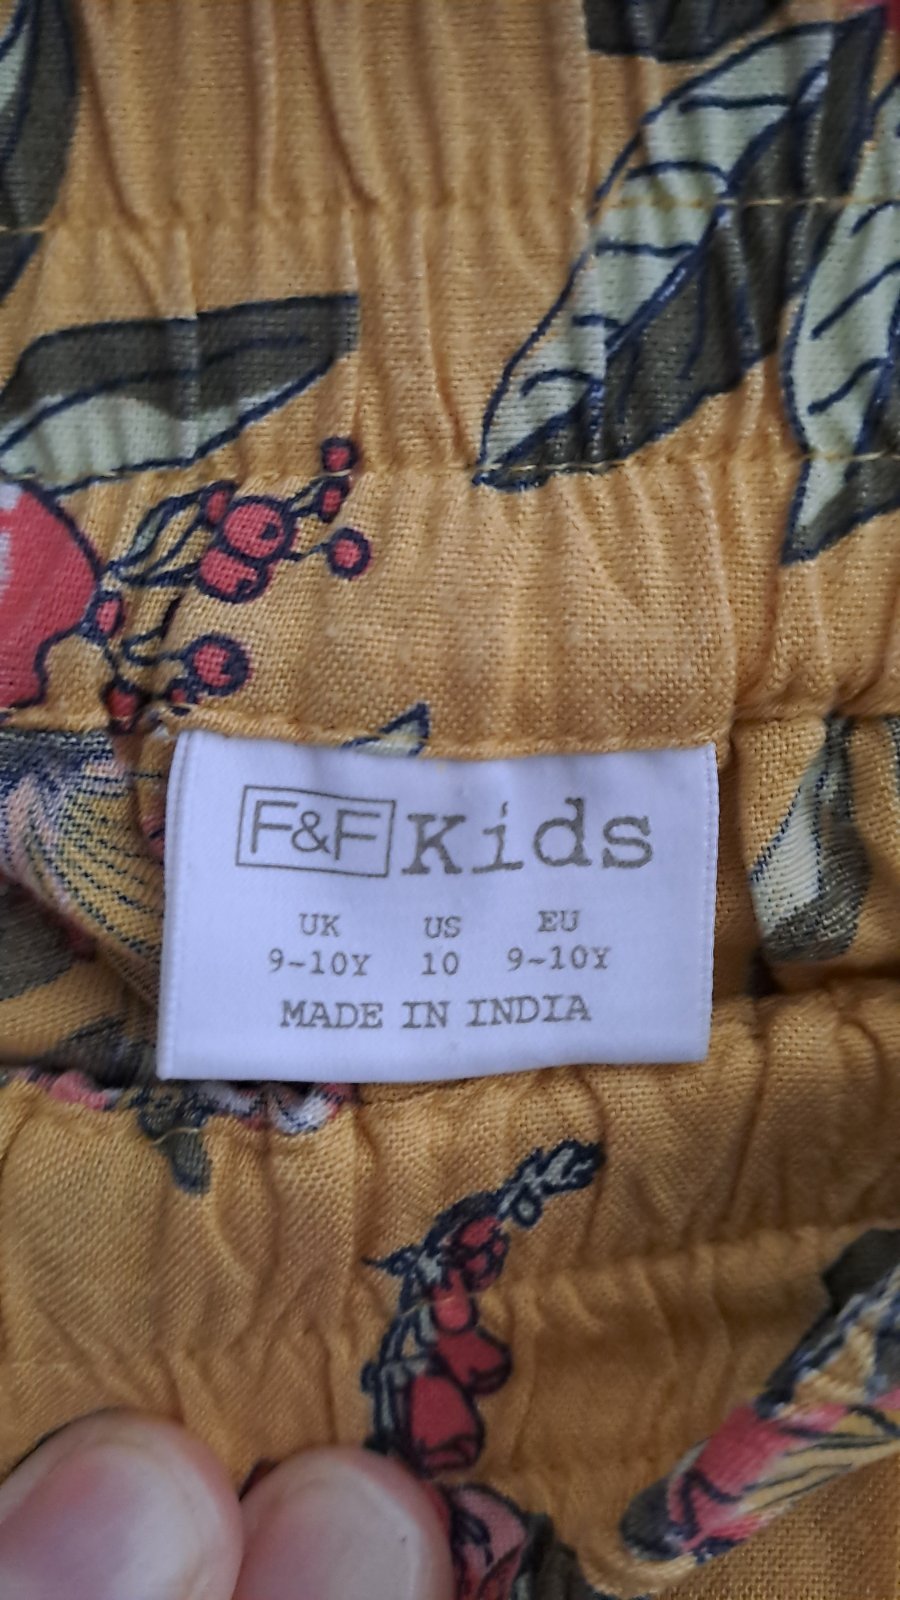 F&F Kids
UK US EU
9-10Y 10 9-10Y
MADE IN INDIA